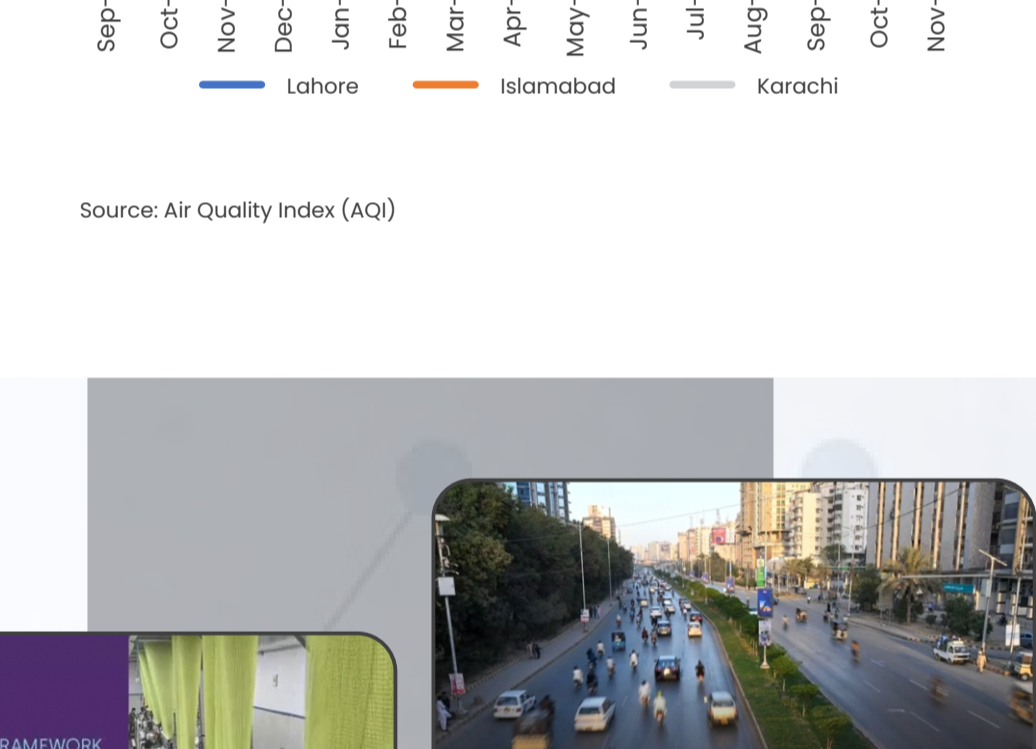 Sep- Oct- Nov- Dec- Jan- Feb- Mar- Apr- May- Jun- Jul- Aug- Sep- Oct- Nov-
Lahore Islamabad Karachi
Source: Air Quality Index (AQI)
RAMEWORK